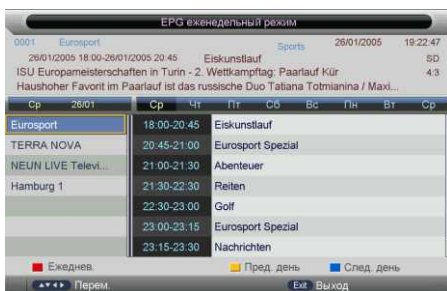 EPG еженедельный режим
0001 Eurosport Sports 26/01/2005 19:22:47
26/01/2005 18:00-26/01/2005 20:45 Eiskunstlauf SD
ISU Europameisterschaften in Turin - 2. Wettkampftag: Paarlauf Kür 4:3
Haushoher Favorit im Paarlauf ist das russische Duo Tatiana Totmianina / Maxi...
Ср 26/01 Ср Чт Пт Сб Вс Пн Вт Ср
Eurosport 18:00-20:45 Eiskunstlauf
TERRA NOVA 20:45-21:00 Eurosport Spezial
NEUN LIVE Televi... 21:00-21:30 Abenteuer
Hamburg 1 21:30-22:30 Reiten
22:30-23:00 Golf
23:00-23:15 Eurosport Spezial
23:15-23:30 Nachrichten
Ежеднев. Пред. день След. день
Перем. Exit Выход